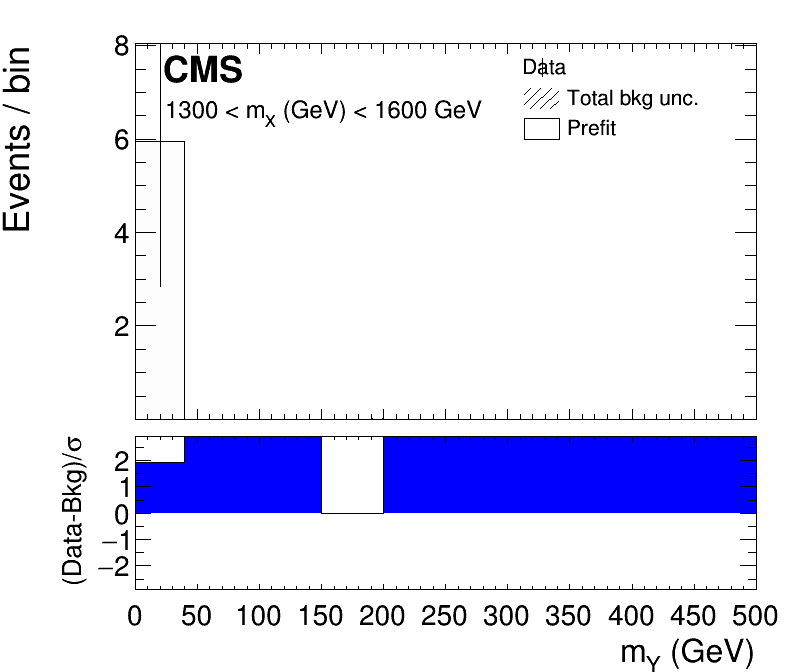 Events / bin
8
6
4
2
CMS
1300 < mX (GeV) < 1600 GeV
Data
Total bkg unc.
Prefit
(Data-Bkg)/σ
2
1
0
−1
−2
0 50 100 150 200 250 300 350 400 450 500
mY (GeV)